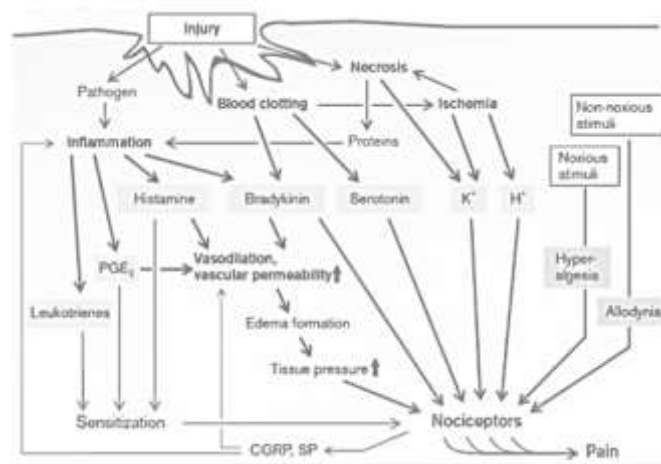 Injury
Necrosis
Pathogen
Blood clotting
Ischemia
Non-noxious
stimuli
Inflammation
Proteins
Noxious
stimuli
Histamine
Bradykinin
Serotonin
K⁺
H⁺
PGE₂
Vasodilation,
vascular permeability
Hyper-
algesia
Leukotrienes
Edema formation
Allodynia
Tissue pressure
Sensitization
Nociceptors
CGRP, SP
Pain